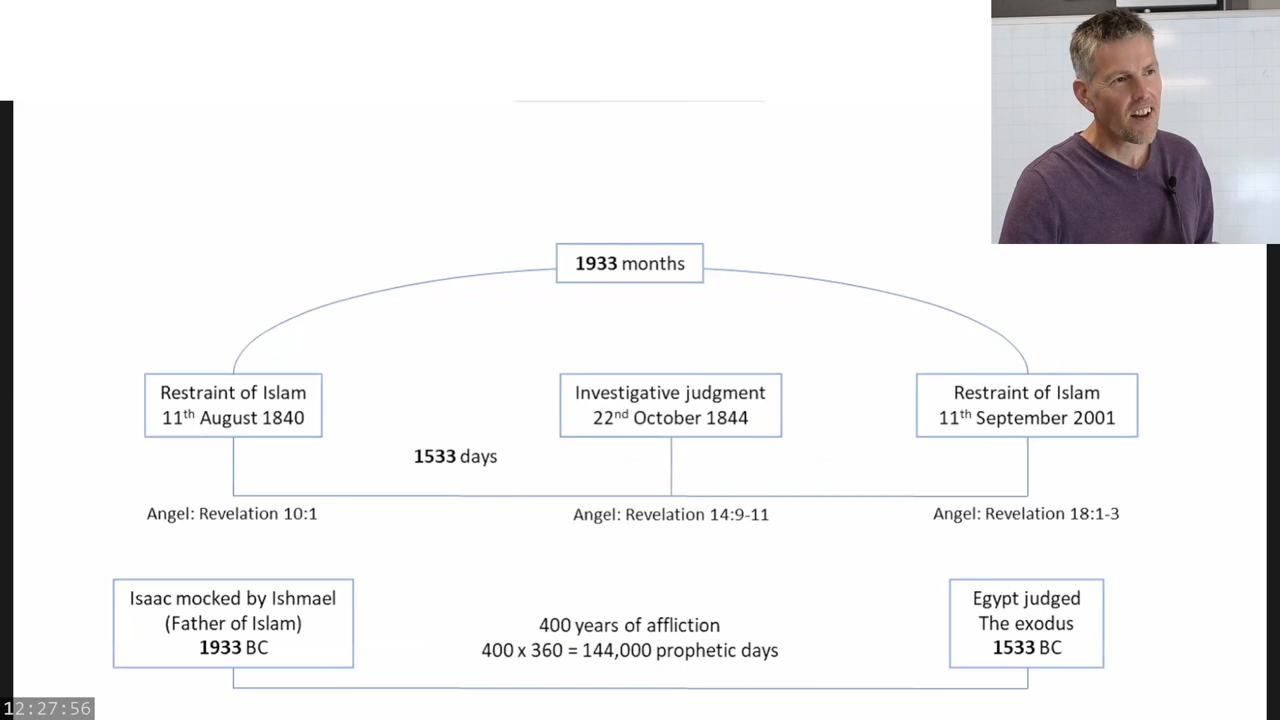 1933 months
Restraint of Islam
11th August 1840
Investigative judgment
22nd October 1844
Restraint of Islam
11th September 2001
1533 days
Angel: Revelation 10:1
Angel: Revelation 14:9-11
Angel: Revelation 18:1-3
Isaac mocked by Ishmael
(Father of Islam)
1933 BC
400 years of affliction
400 x 360 = 144,000 prophetic days
Egypt judged
The exodus
1533 BC
12:27:56